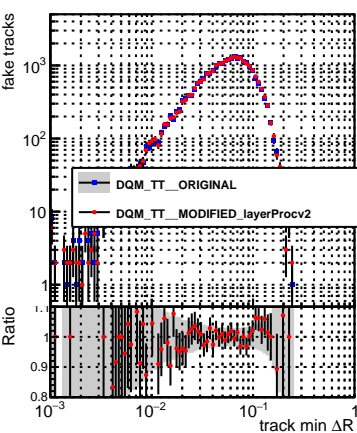 fake tracks
10³
10²
10
1
DQM_TT__ORIGINAL
DQM_TT__MODIFIED_layerProcv2
Ratio
1.1
1
0.9
0.8
10⁻³
10⁻²
10⁻¹
1
track min ΔR